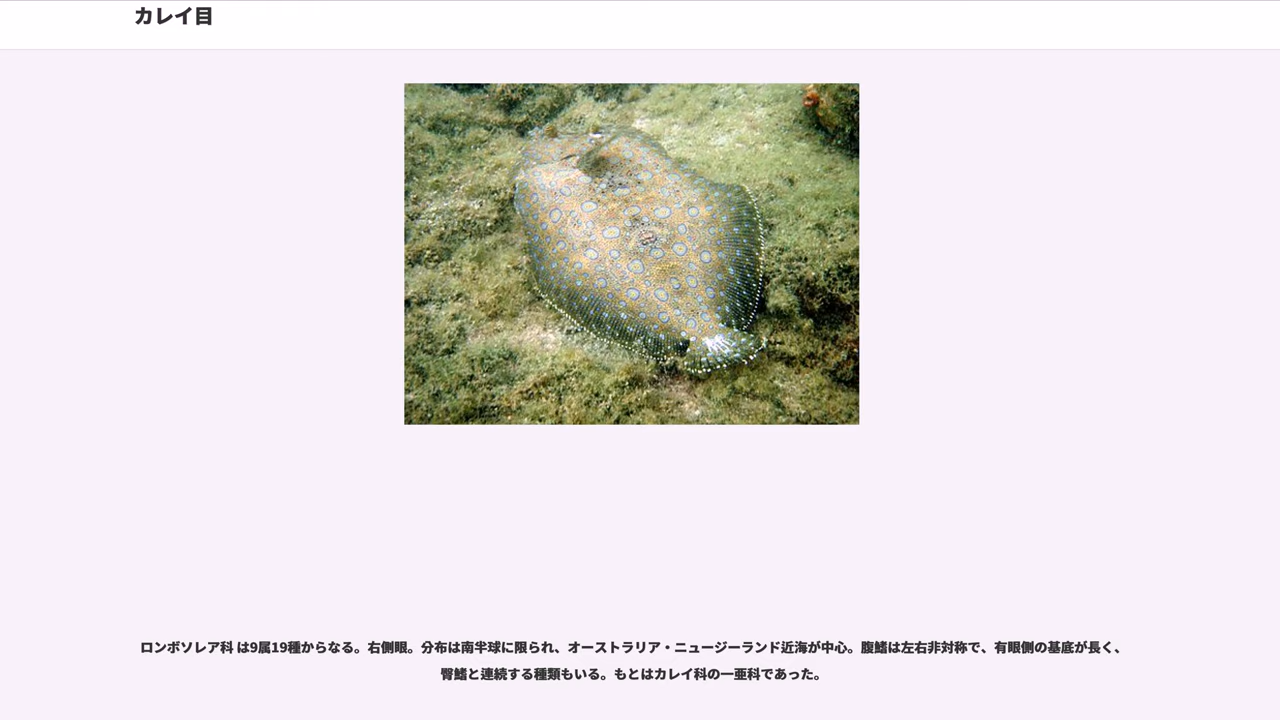 カレイ目
ロンボソレア科 は9属19種からなる。右側眼。分布は南半球に限られ、オーストラリア・ニュージーランド近海が中心。腹鰭は左右非対称で、有眼側の基底が長く、
臀鰭と連続する種類もいる。もとはカレイ科の一亜科であった。